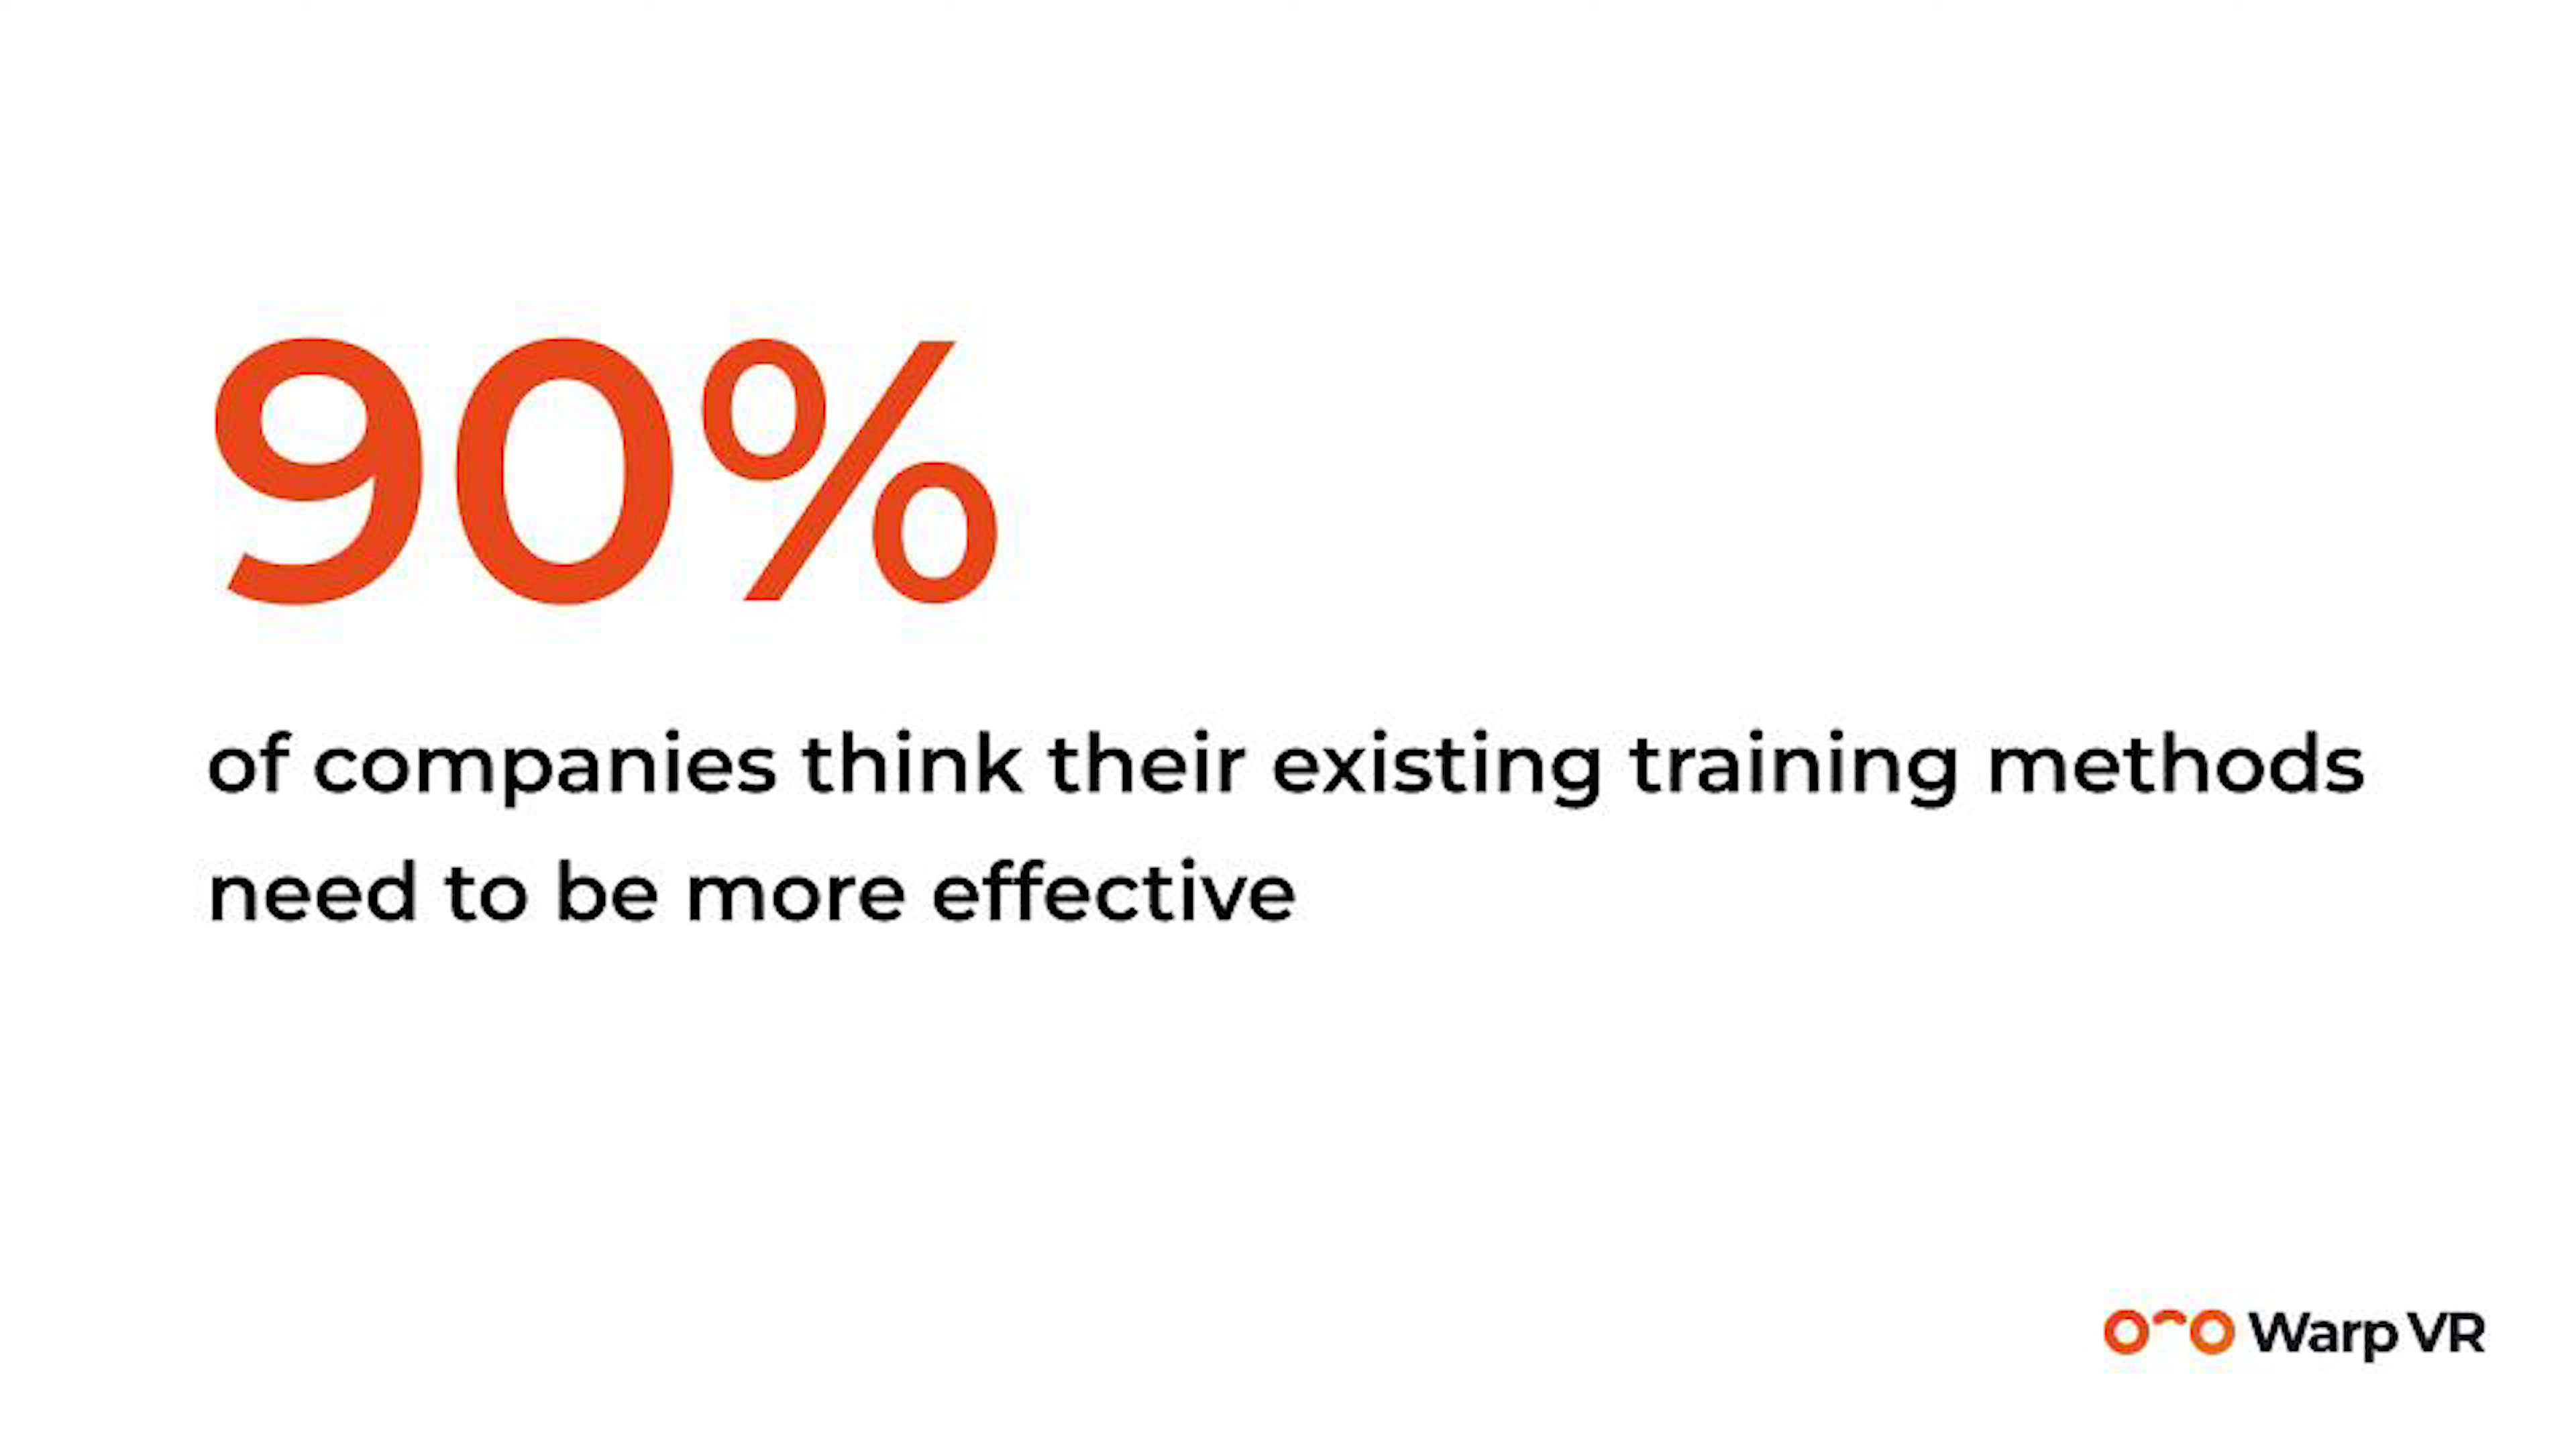 90%
of companies think their existing training methods
need to be more effective
Warp VR